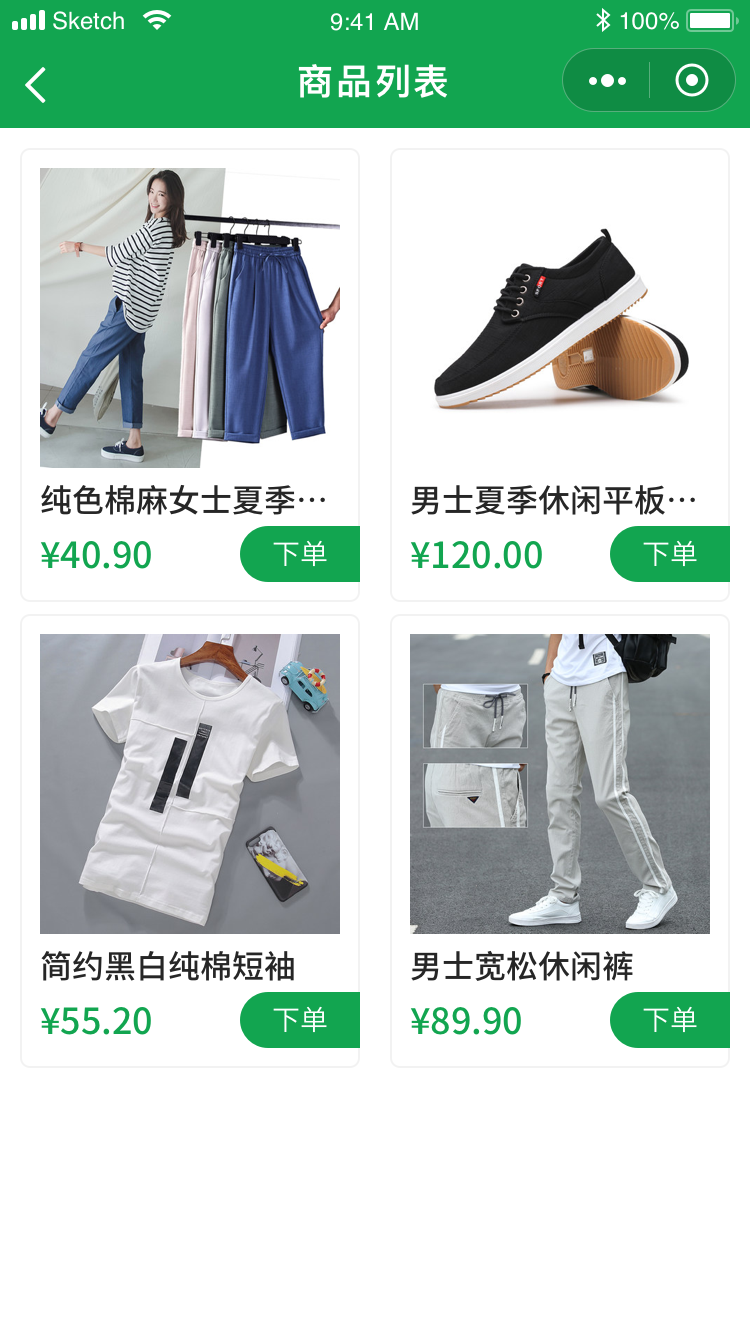 Sketch 9:41 AM 100%
商品列表
纯色棉麻女士夏季…
¥40.90 下单
男士夏季休闲平板…
¥120.00 下单
简约黑白纯棉短袖
¥55.20 下单
男士宽松休闲裤
¥89.90 下单